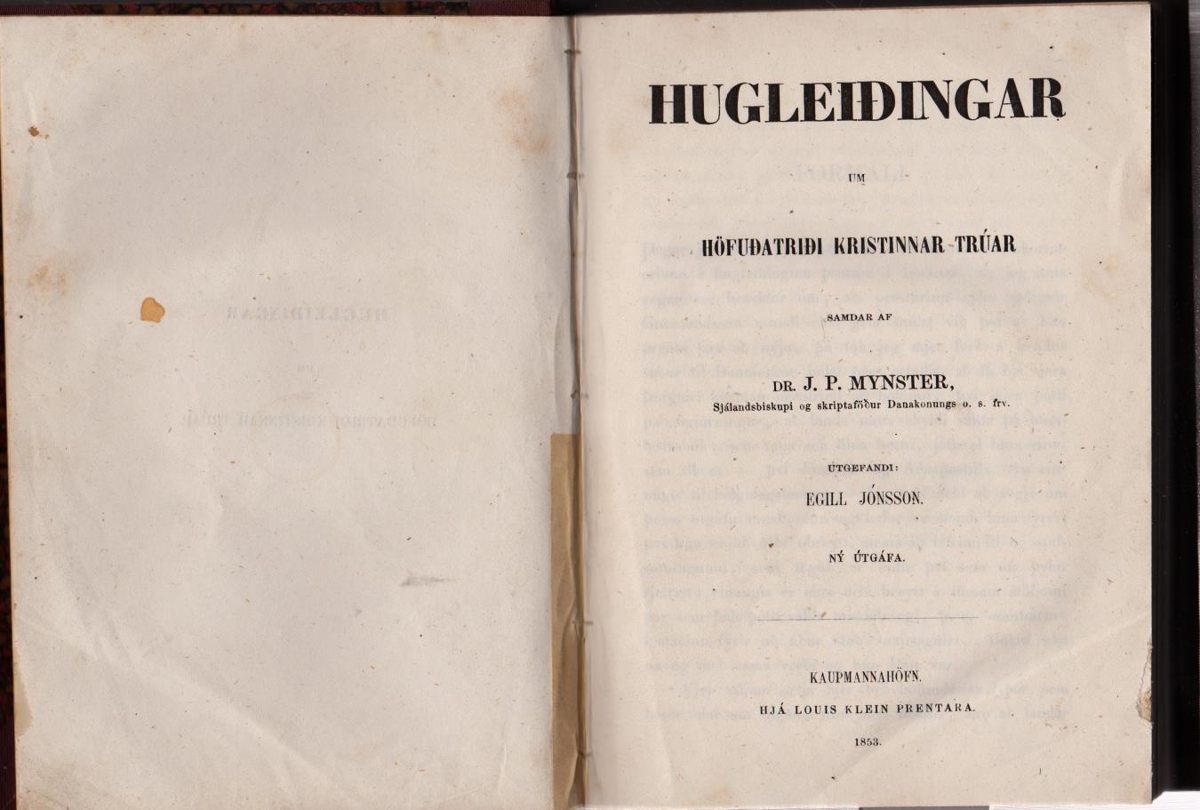 HUGLEIÐINGAR
UM
HÖFUÐATRIÐI KRISTINNAR TRÚAR
SAMDAR AF
DR. J. P. MYNSTER,
Sjálandsbiskupi og skriptaföður Danakonungs o. s. frv.
ÚTGEFANDI:
EGILL JÓNSSON.
NÝ ÚTGÁFA.
KAUPMANNAHÖFN.
HJÁ LOUIS KLEIN PRENTARA.
1853.